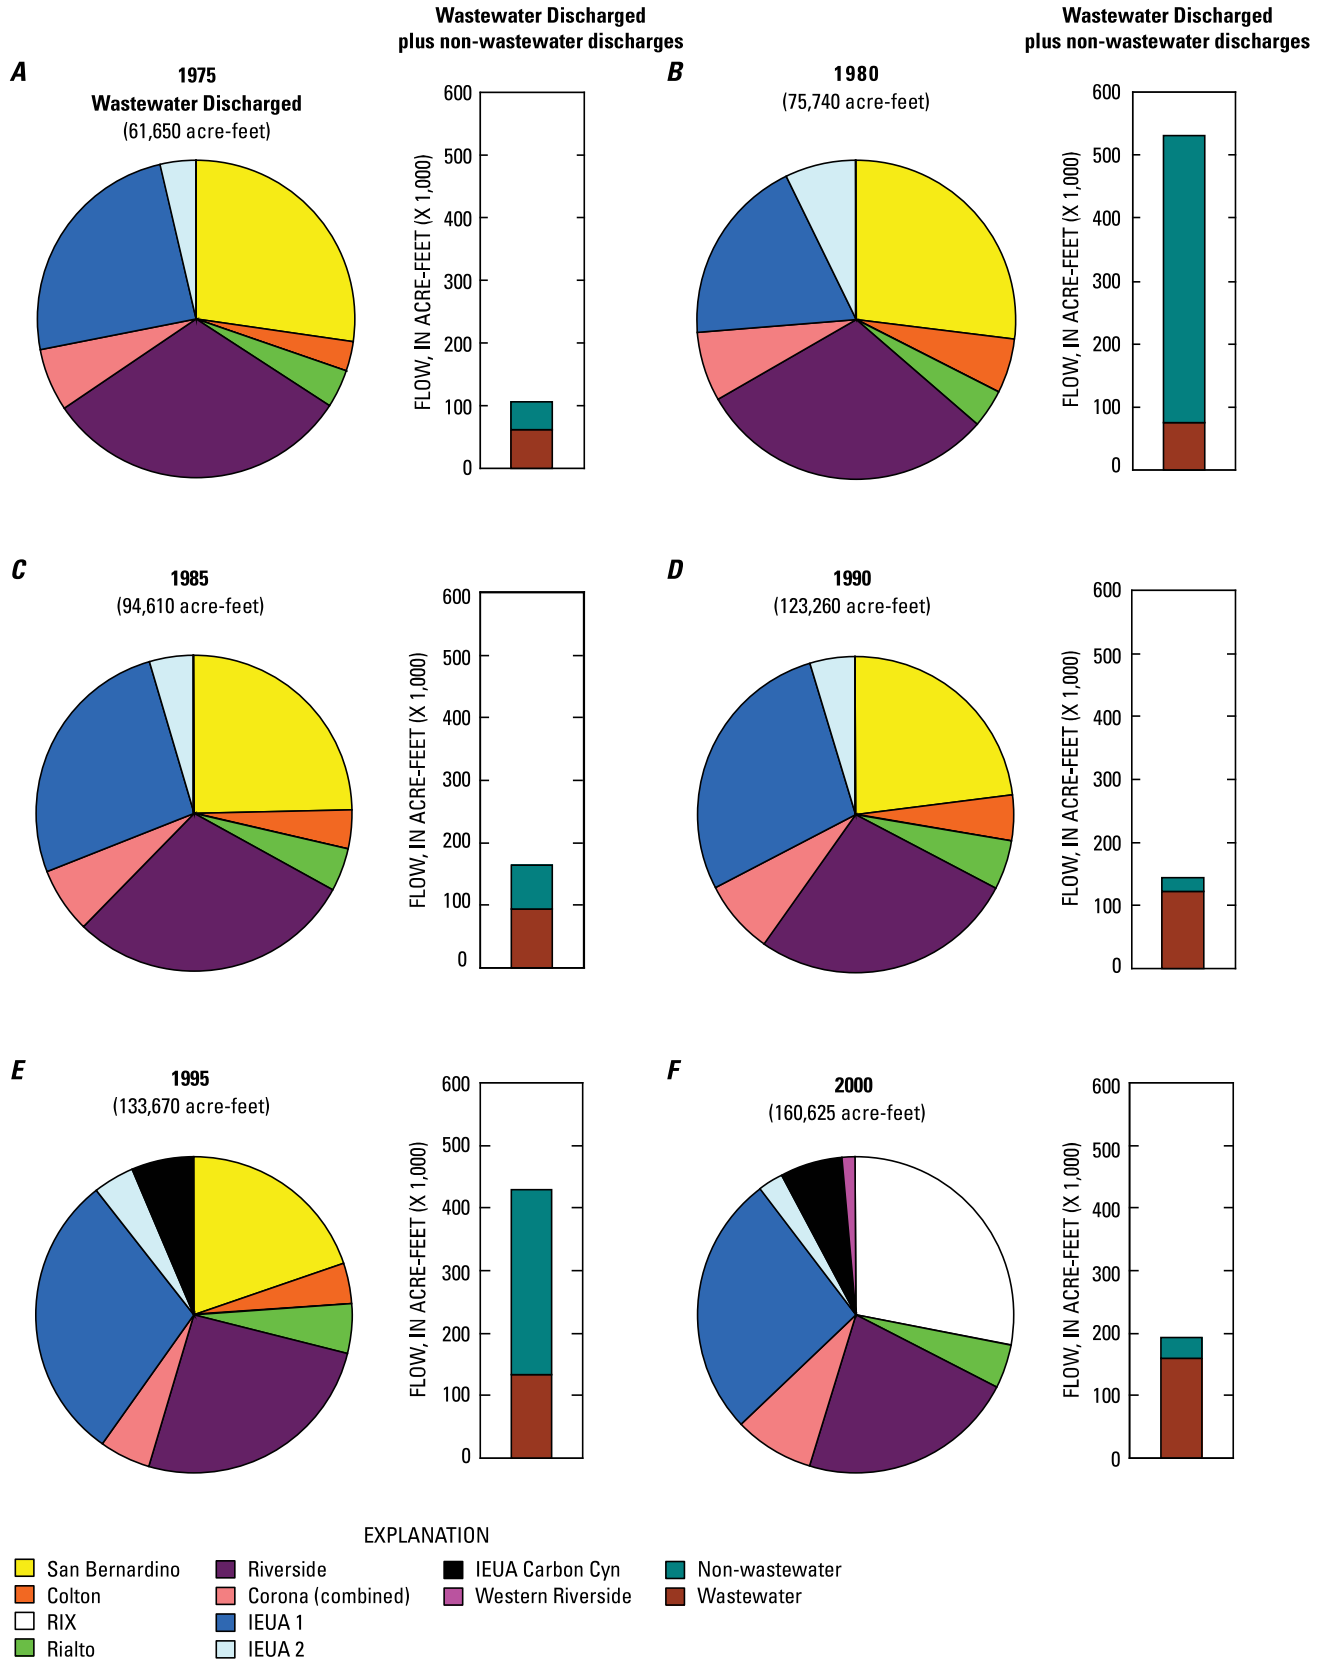 Wastewater Discharged
plus non-wastewater discharges
Wastewater Discharged
plus non-wastewater discharges
A
1975
Wastewater Discharged
(61,650 acre-feet)
FLOW, IN ACRE-FEET (X 1,000)
600
500
400
300
200
100
0
B
1980
(75,740 acre-feet)
FLOW, IN ACRE-FEET (X 1,000)
600
500
400
300
200
100
0
C
1985
(94,610 acre-feet)
FLOW, IN ACRE-FEET (X 1,000)
600
500
400
300
200
100
0
D
1990
(123,260 acre-feet)
FLOW, IN ACRE-FEET (X 1,000)
600
500
400
300
200
100
0
E
1995
(133,670 acre-feet)
FLOW, IN ACRE-FEET (X 1,000)
600
500
400
300
200
100
0
F
2000
(160,625 acre-feet)
FLOW, IN ACRE-FEET (X 1,000)
600
500
400
300
200
100
0
EXPLANATION
San Bernardino
Colton
RIX
Rialto
Riverside
Corona (combined)
IEUA 1
IEUA 2
IEUA Carbon Cyn
Western Riverside
Non-wastewater
Wastewater